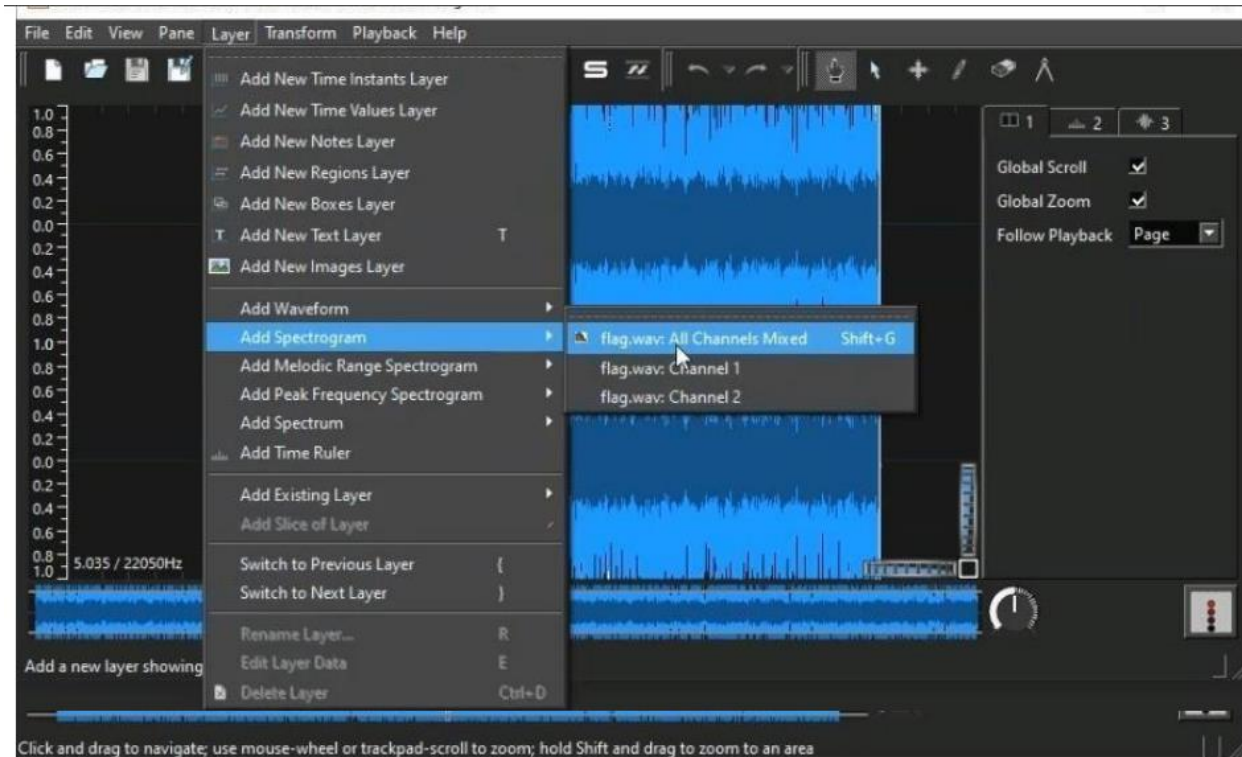 File Edit View Pane Layer Transform Playback Help
Add New Time Instants Layer
Add New Time Values Layer
Add New Notes Layer
Add New Regions Layer
Add New Boxes Layer
Add New Text Layer T
Add New Images Layer
Add Waveform
Add Spectrogram
Add Melodic Range Spectrogram
Add Peak Frequency Spectrogram
Add Spectrum
Add Time Ruler
Add Existing Layer
Add Slice of Layer
Switch to Previous Layer {
Switch to Next Layer }
Rename Layer... R
Edit Layer Data E
Delete Layer Ctrl+D
flag.wav: All Channels Mixed Shift+G
flag.wav: Channel 1
flag.wav: Channel 2
1.0
0.8
0.6
0.4
0.2
0.0
0.2
0.4
0.6
0.8
1.0
0.8
0.6
0.4
0.2
0.0
0.2
0.4
0.6
0.8
1.0
5.035 / 22050Hz
1 2 3
Global Scroll
Global Zoom
Follow Playback Page
Add a new layer showing
Click and drag to navigate; use mouse-wheel or trackpad-scroll to zoom; hold Shift and drag to zoom to an area